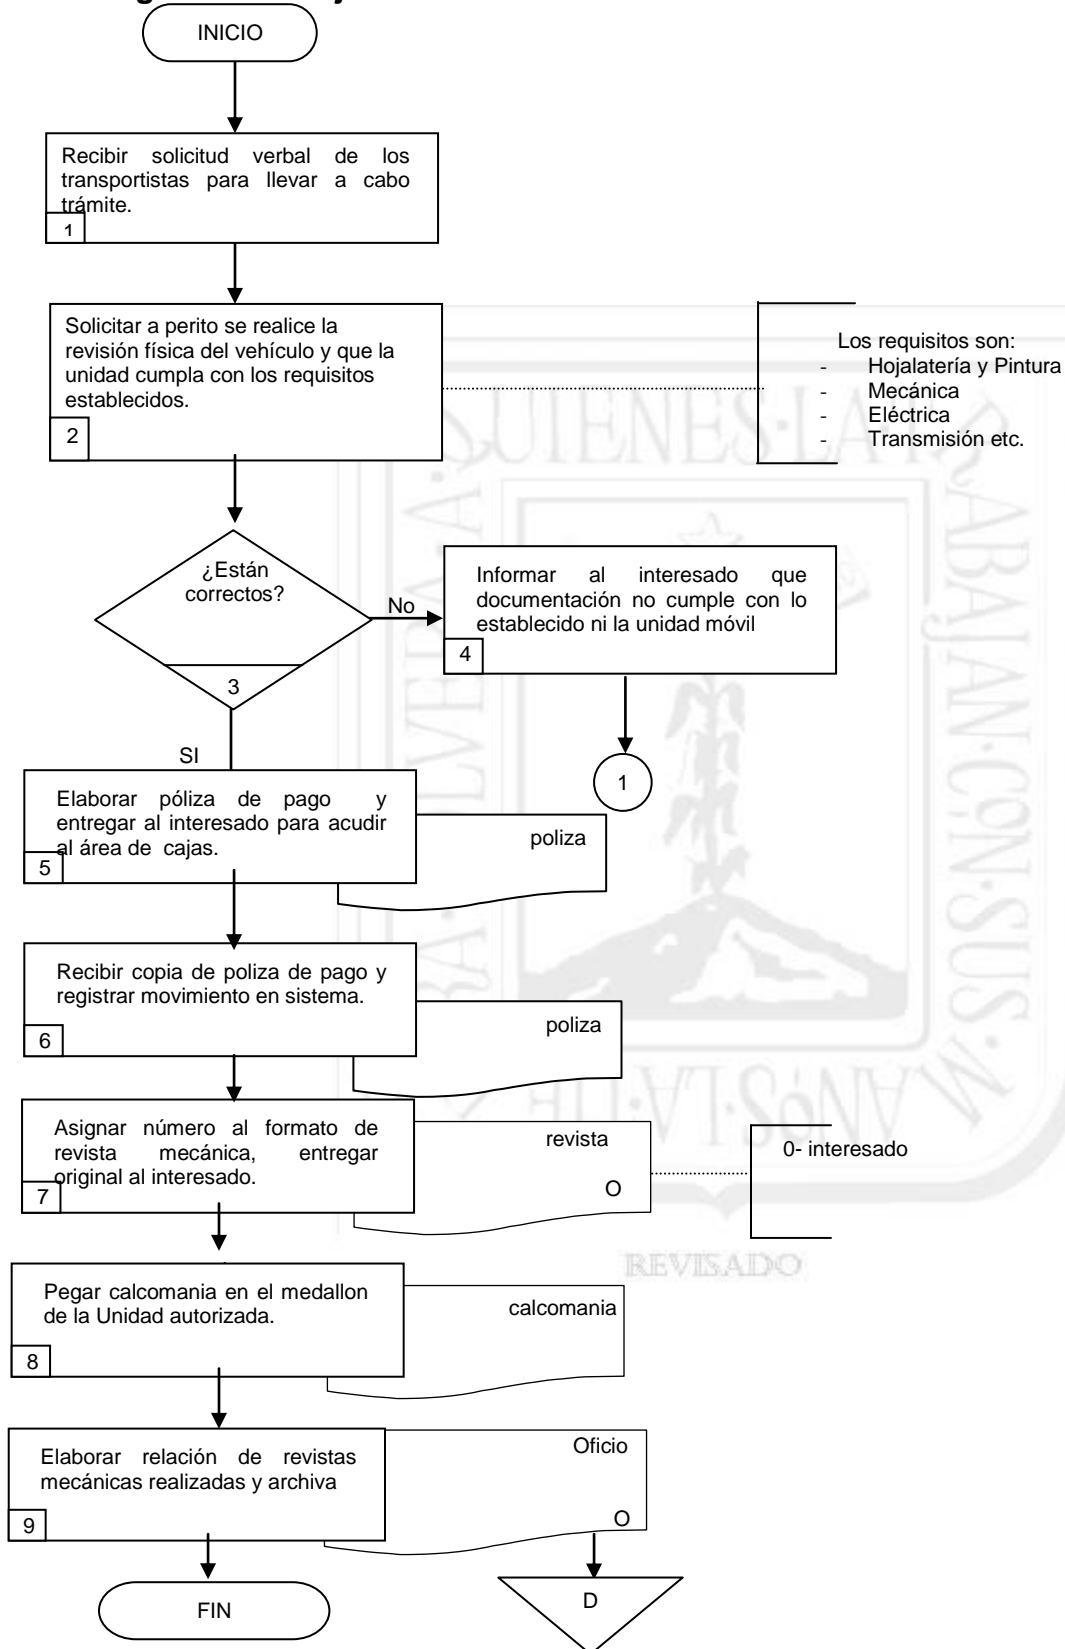 INICIO
Recibir solicitud verbal de los
transportistas para llevar a cabo
trámite.
1
Solicitar a perito se realice la
revisión física del vehículo y que la
unidad cumpla con los requisitos
establecidos.
2
Los requisitos son:
- Hojalatería y Pintura
- Mecánica
- Eléctrica
- Transmisión etc.
¿Están
correctos?
3
No
Informar al interesado que
documentación no cumple con lo
establecido ni la unidad móvil
4
1
SI
Elaborar póliza de pago y
entregar al interesado para acudir
al área de cajas.
5
poliza
Recibir copia de poliza de pago y
registrar movimiento en sistema.
6
poliza
Asignar número al formato de
revista mecánica, entregar
original al interesado.
7
revista
O
0- interesado
REVISADO
Pegar calcomania en el medallon
de la Unidad autorizada.
8
calcomania
Elaborar relación de revistas
mecánicas realizadas y archiva
9
Oficio
O
FIN
D